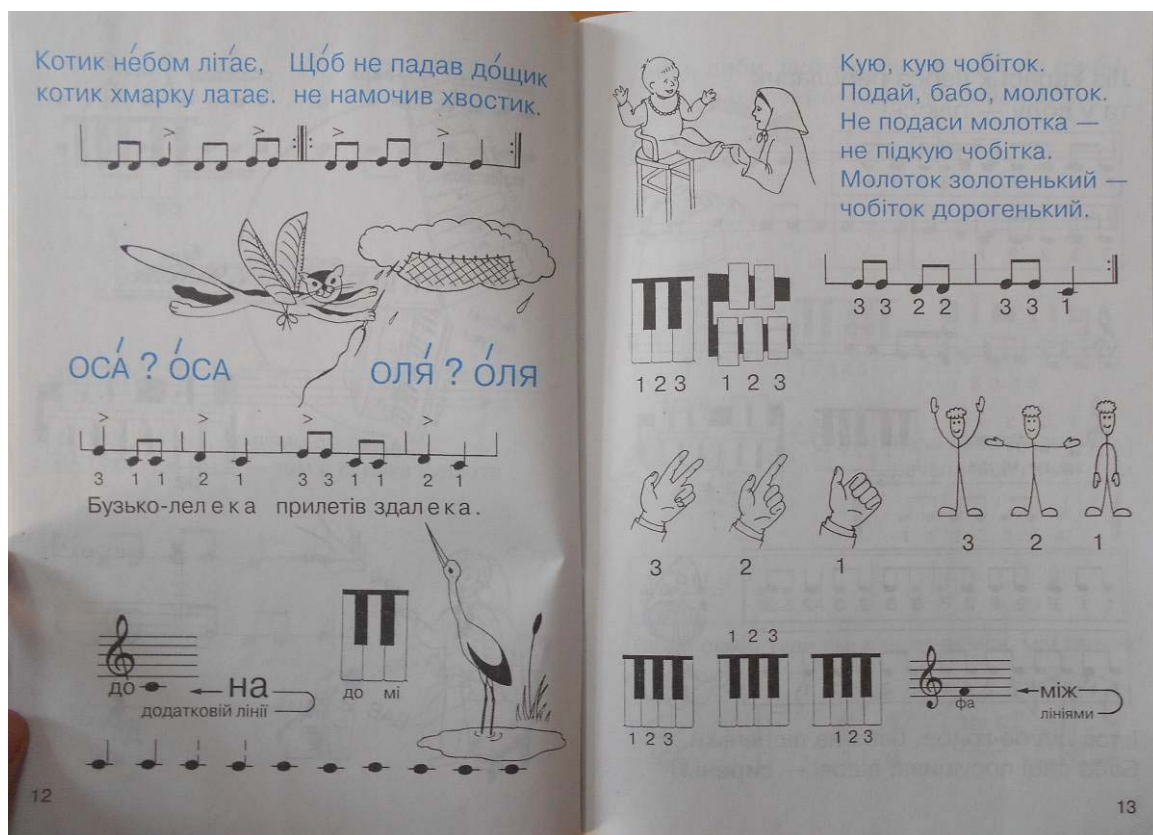 Котик не́бом літа́є, Що́б не падав до́щик
котик хмарку латає. не намочив хвостик.
ОСА́ ? О́СА ОЛЯ́ ? О́ЛЯ
3 1 1 2 1 3 3 1 1 2 1
Бузько-лелека прилетів здалека.
до НА
додатковій лінії
до мі
12
Кую, кую чобіток.
Подай, бабо, молоток.
Не подаси молотка —
не підкую чобітка.
Молоток золотенький —
чобіток дорогенький.
3 3 2 2 3 3 1
1 2 3 1 2 3
3 2 1
3 2 1
1 2 3
фа між
лініями
1 2 3 1 2 3
13